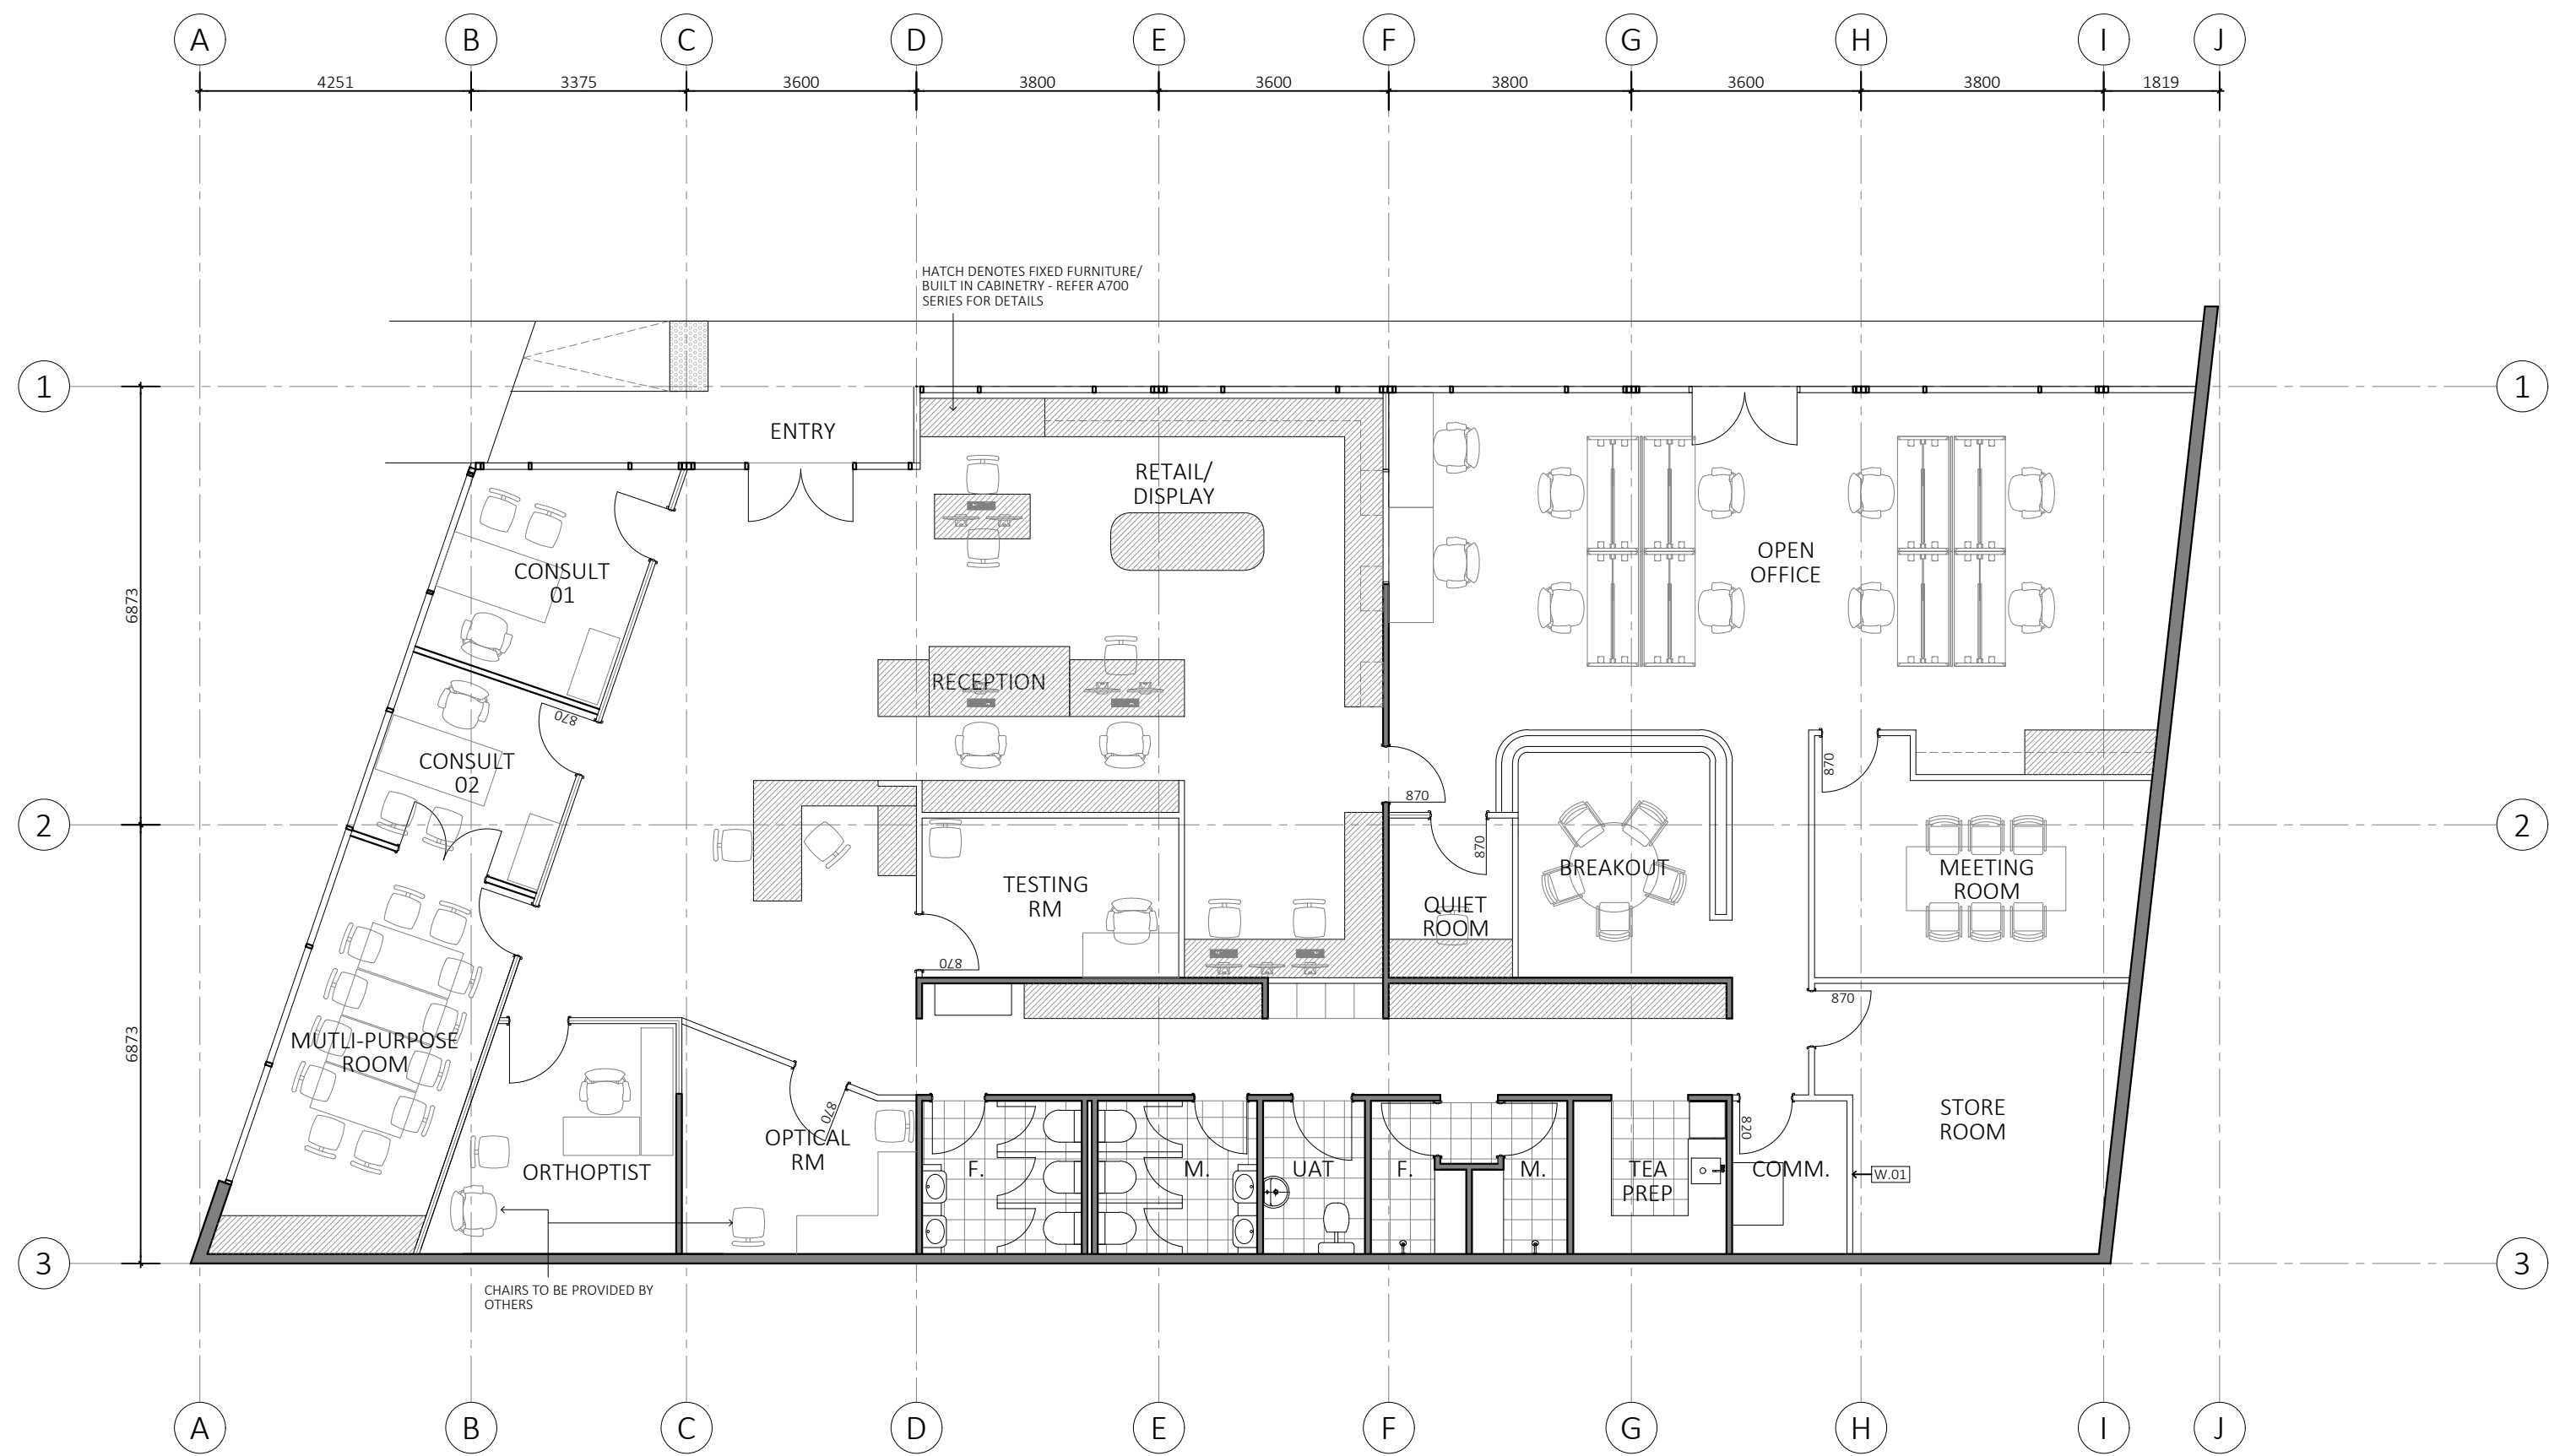 A B C D E F G H I J
4251 3375 3600 3800 3600 3800 3600 3800 1819
HATCH DENOTES FIXED FURNITURE/
BUILT IN CABINETRY - REFER A700
SERIES FOR DETAILS
1 1
ENTRY
RETAIL/
DISPLAY
OPEN
OFFICE
CONSULT
01
6873
RECEPTION
870
CONSULT
02
870
870
2 2
870
BREAKOUT
MEETING
ROOM
TESTING
RM
QUIET
ROOM
870
870
MUTLI-PURPOSE
ROOM
6873
870
OPTICAL
RM
STORE
ROOM
820
ORTHOPTIST
F. M. UAT F. M.
TEA
PREP
COMM.
W.01
3 3
CHAIRS TO BE PROVIDED BY
OTHERS
A B C D E F G H I J